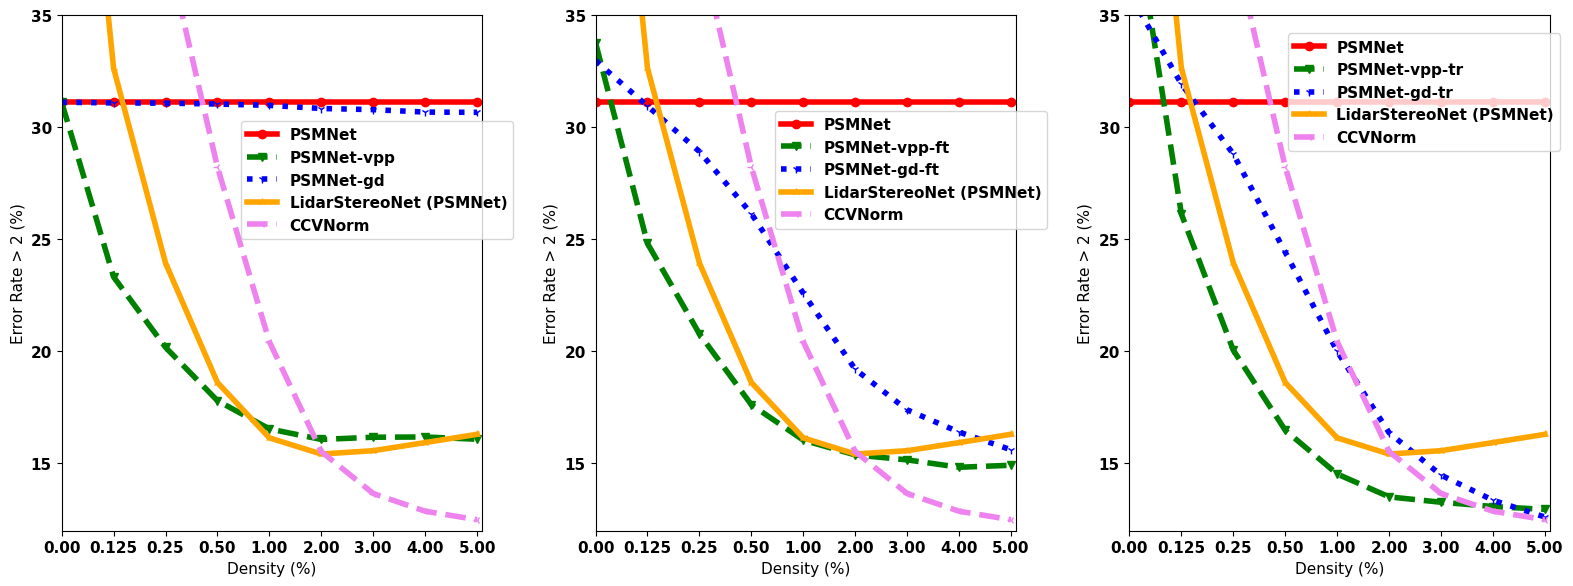 35
30
25
20
15
Error Rate > 2 (%)
PSMNet
PSMNet-vpp
PSMNet-gd
LidarStereoNet (PSMNet)
CCVNorm
0.00 0.125 0.25 0.50 1.00 2.00 3.00 4.00 5.00
Density (%)
35
30
25
20
15
Error Rate > 2 (%)
PSMNet
PSMNet-vpp-ft
PSMNet-gd-ft
LidarStereoNet (PSMNet)
CCVNorm
0.00 0.125 0.25 0.50 1.00 2.00 3.00 4.00 5.00
Density (%)
35
30
25
20
15
Error Rate > 2 (%)
PSMNet
PSMNet-vpp-tr
PSMNet-gd-tr
LidarStereoNet (PSMNet)
CCVNorm
0.00 0.125 0.25 0.50 1.00 2.00 3.00 4.00 5.00
Density (%)